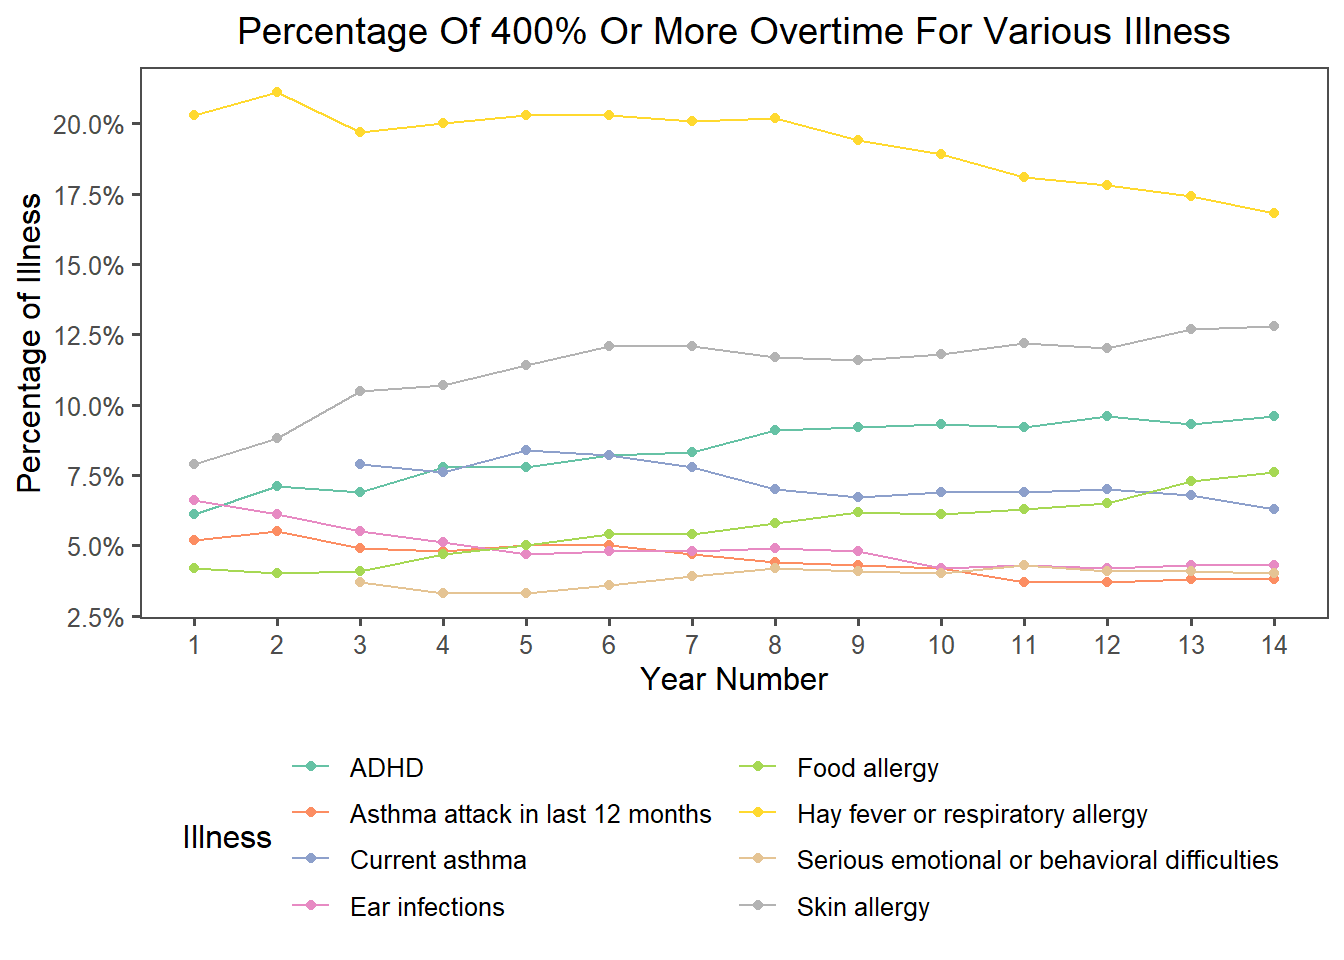 Percentage Of 400% Or More Overtime For Various Illness
Percentage of Illness
20.0%
17.5%
15.0%
12.5%
10.0%
7.5%
5.0%
2.5%
1 2 3 4 5 6 7 8 9 10 11 12 13 14
Year Number
Illness
ADHD
Asthma attack in last 12 months
Current asthma
Ear infections
Food allergy
Hay fever or respiratory allergy
Serious emotional or behavioral difficulties
Skin allergy